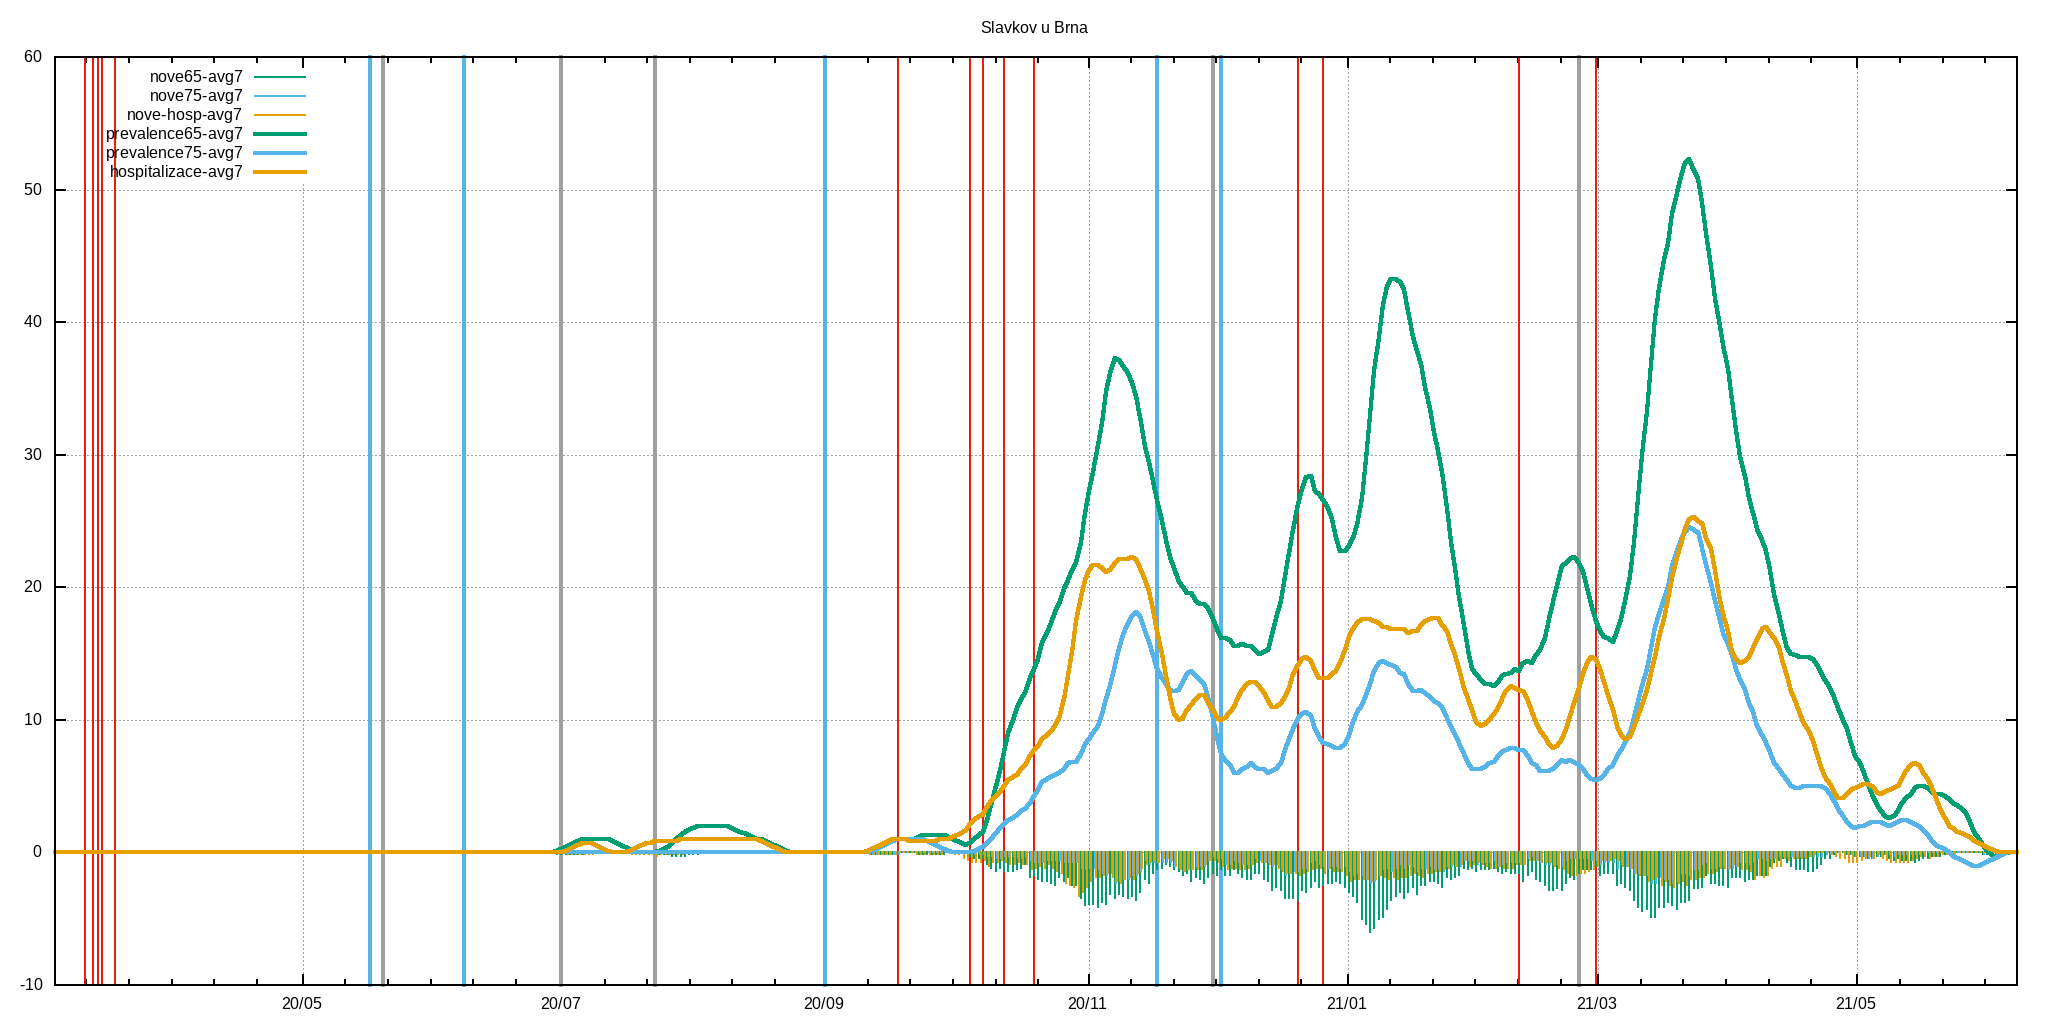 Slavkov u Brna
60
nove65-avg7
nove75-avg7
nove-hosp-avg7
prevalence65-avg7
prevalence75-avg7
hospitalizace-avg7
50
40
30
20
10
0
-10
20/05 20/07 20/09 20/11 21/01 21/03 21/05